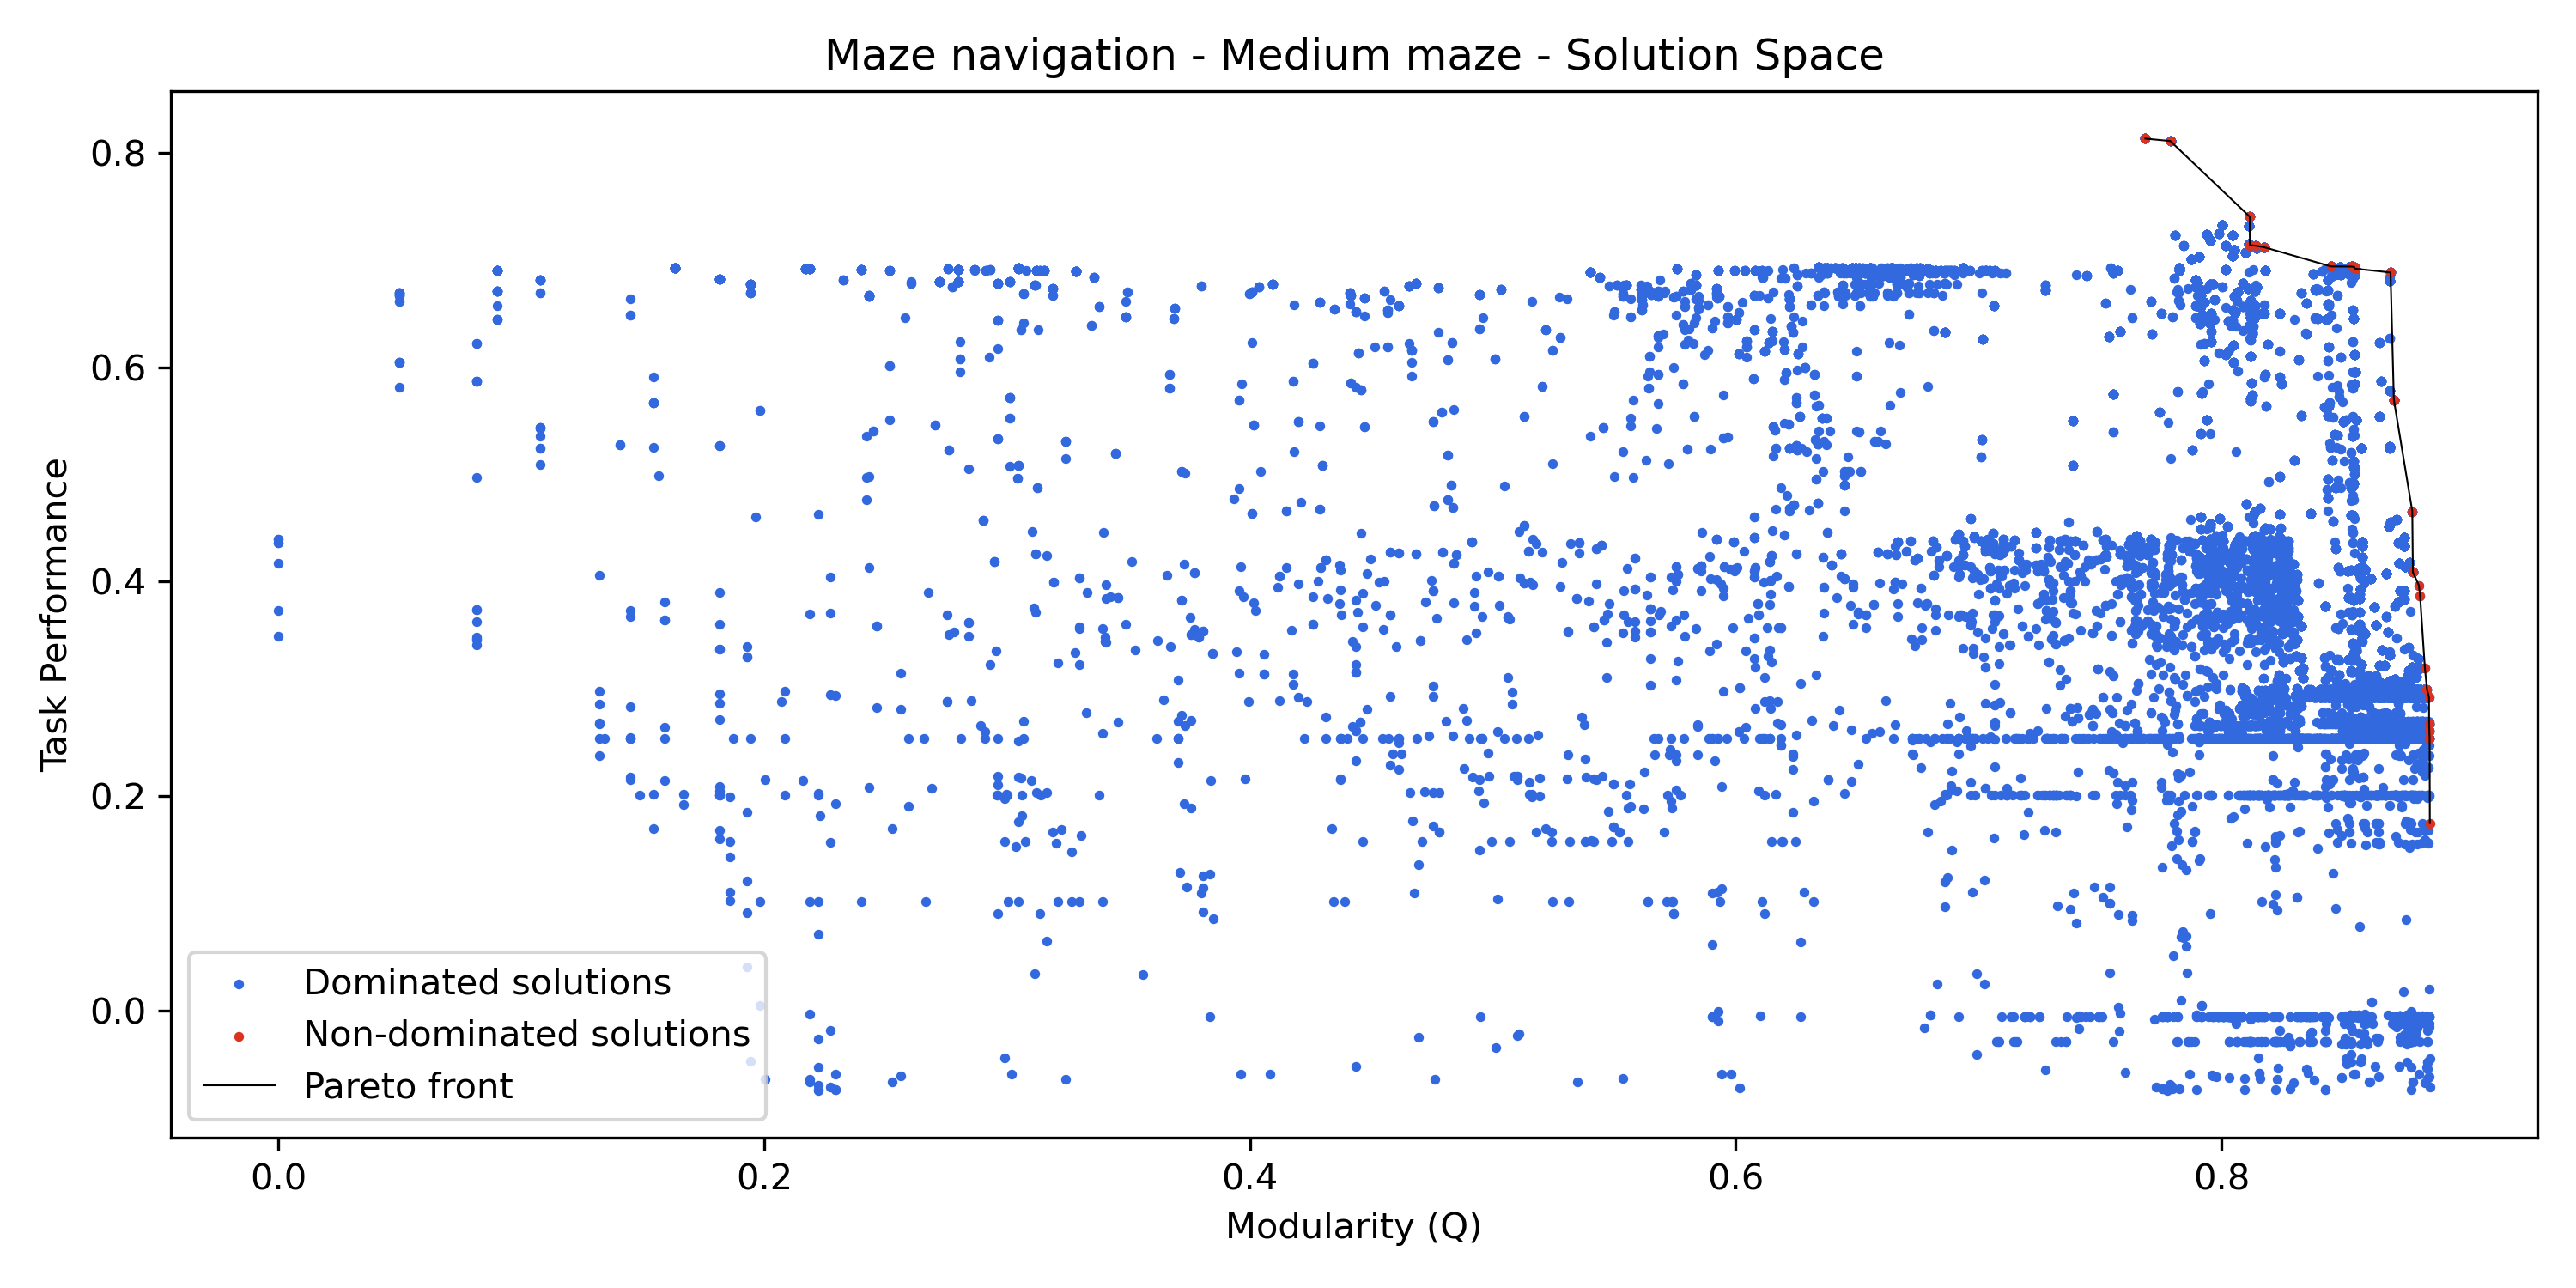 Maze navigation - Medium maze - Solution Space
Task Performance
0.8
0.6
0.4
0.2
0.0
Dominated solutions
Non-dominated solutions
Pareto front
0.0 0.2 0.4 0.6 0.8
Modularity (Q)